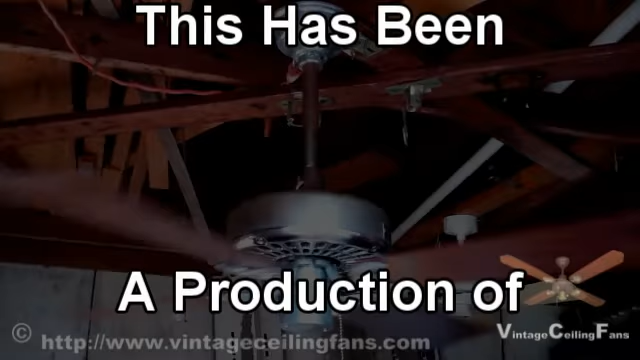 This Has Been
A Production of
VintageCeilingFans
© http://www.vintageceilingfans.com